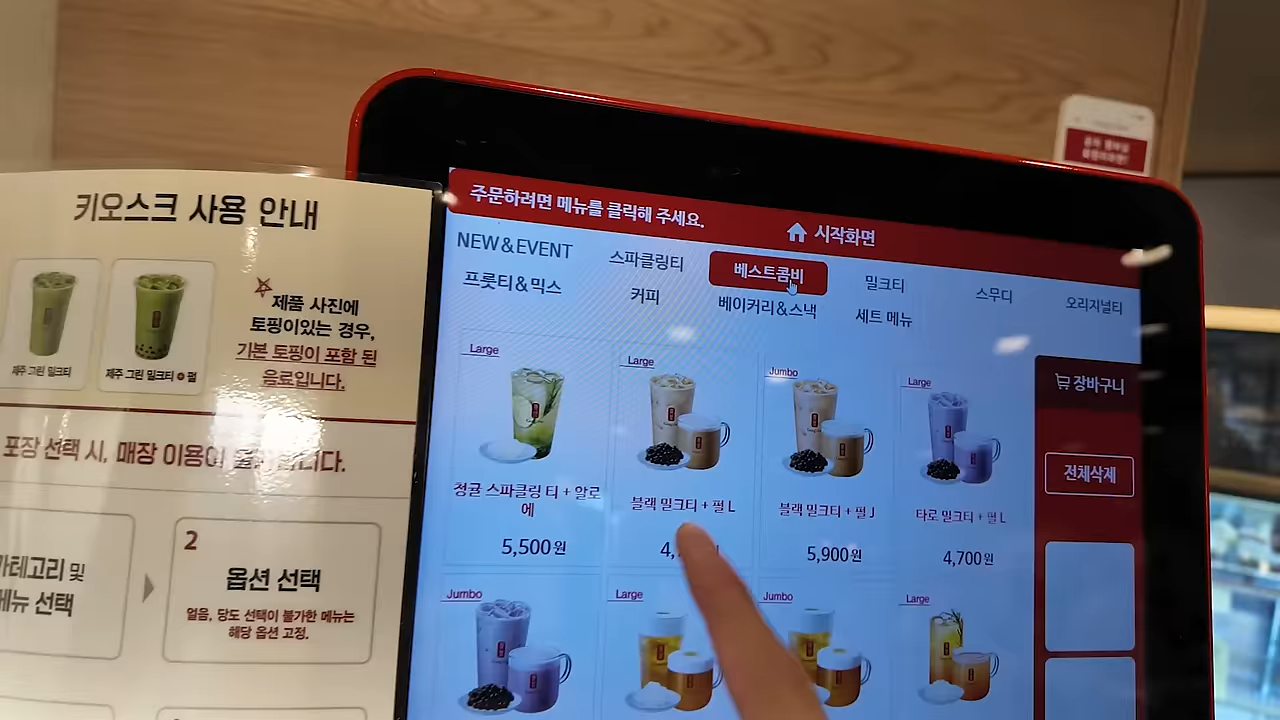 키오스크 사용 안내
제주 그린 밀크티
제주 그린 밀크티 펄
제품 사진에
토핑이있는 경우,
기본 토핑이 포함 된
음료입니다.
포장 선택 시, 매장 이용이
카테고리 및
메뉴 선택
2
옵션 선택
얼음, 당도 선택이 불가한 메뉴는
해당 옵션 고정.
주문하려면 메뉴를 클릭해 주세요.
시작화면
NEW&EVENT
스파클링티
베스트콤비
밀크티
스무디
오리지널티
프룻티&믹스
커피
베이커리&스낵
세트 메뉴
Large
청귤 스파클링 티 + 알로
에
5,500원
Large
블랙 밀크티 + 펄 L
Jumbo
블랙 밀크티 + 펄 J
5,900원
Large
타로 밀크티 + 펄 L
4,700원
Jumbo
Large
Jumbo
Large
장바구니
전체삭제